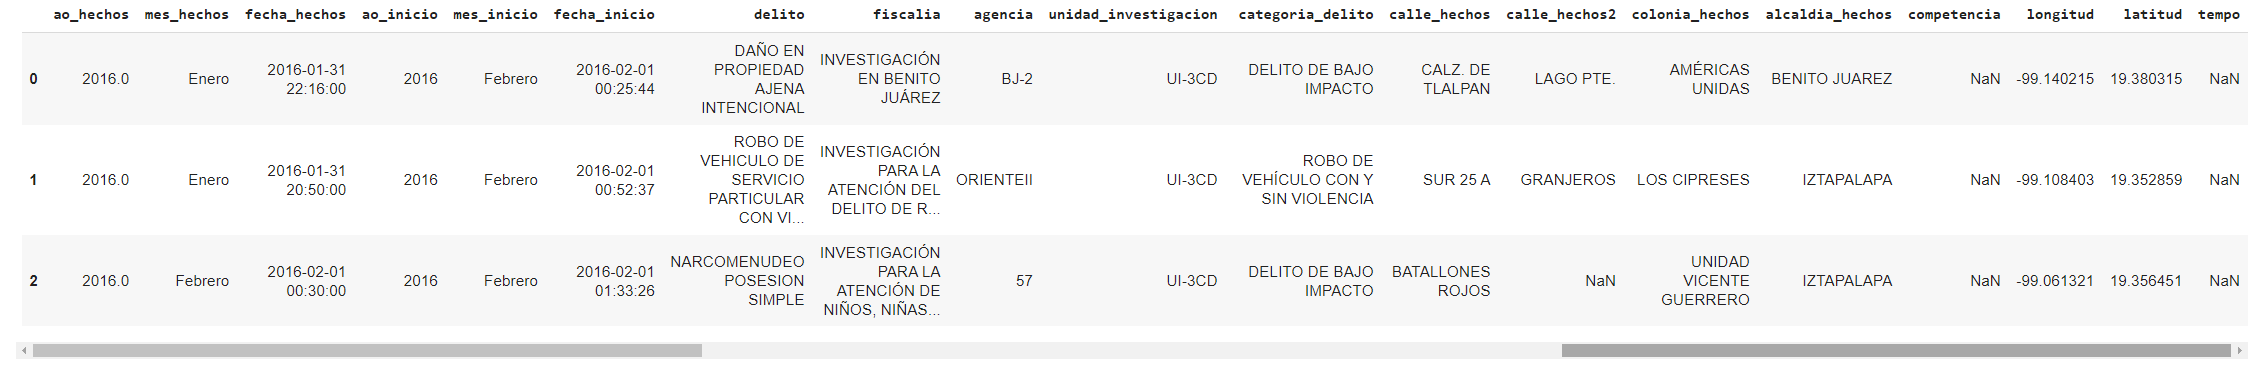 ao_hechos mes_hechos fecha_hechos ao_inicio mes_inicio fecha_inicio delito fiscalia agencia unidad_investigacion categoria_delito calle_hechos calle_hechos2 colonia_hechos alcaldia_hechos competencia longitud latitud tempo
0 2016.0 Enero 2016-01-31 22:16:00 2016 Febrero 2016-02-01 00:25:44 DAÑO EN PROPIEDAD AJENA INTENCIONAL INVESTIGACIÓN EN BENITO JUÁREZ BJ-2 UI-3CD DELITO DE BAJO IMPACTO CALZ. DE TLALPAN LAGO PTE. AMÉRICAS UNIDAS BENITO JUAREZ NaN -99.140215 19.380315 NaN
1 2016.0 Enero 2016-01-31 20:50:00 2016 Febrero 2016-02-01 00:52:37 ROBO DE VEHICULO DE SERVICIO PARTICULAR CON VI... INVESTIGACIÓN PARA LA ATENCIÓN DEL DELITO DE R... ORIENTEII UI-3CD ROBO DE VEHÍCULO CON Y SIN VIOLENCIA SUR 25 A GRANJEROS LOS CIPRESES IZTAPALAPA NaN -99.108403 19.352859 NaN
2 2016.0 Febrero 2016-02-01 00:30:00 2016 Febrero 2016-02-01 01:33:26 NARCOMENUDEO POSESION SIMPLE INVESTIGACIÓN PARA LA ATENCIÓN DE NIÑOS, NIÑAS... 57 UI-3CD DELITO DE BAJO IMPACTO BATALLONES ROJOS NaN UNIDAD VICENTE GUERRERO IZTAPALAPA NaN -99.061321 19.356451 NaN